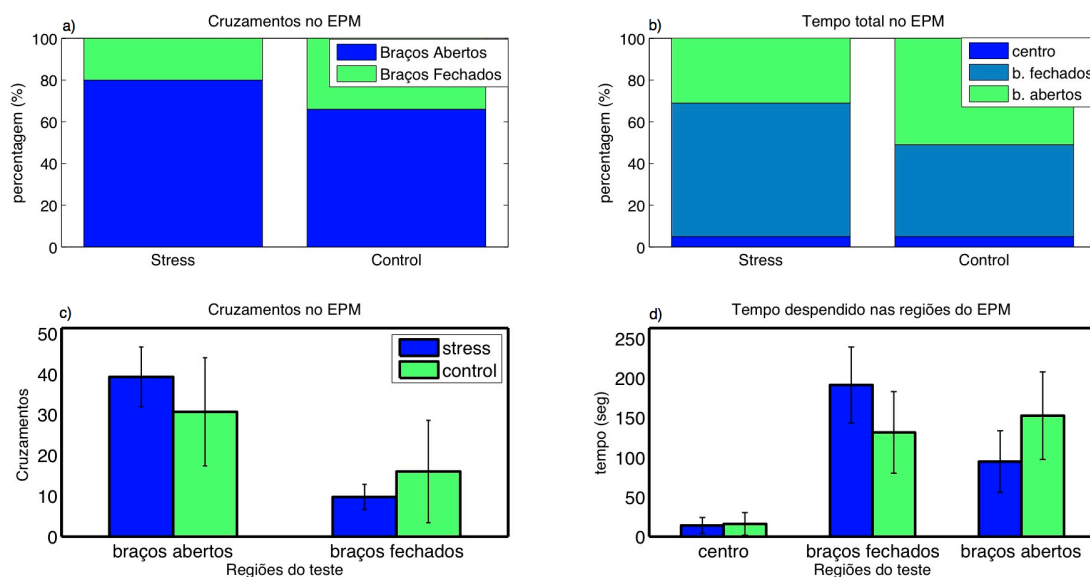 a)
Cruzamentos no EPM
percentagem (%)
100
80
60
40
20
0
Braços Abertos
Braços Fechados
Stress
Control
b)
Tempo total no EPM
percentagem (%)
100
80
60
40
20
0
centro
b. fechados
b. abertos
Stress
Control
c)
Cruzamentos no EPM
Cruzamentos
50
40
30
20
10
0
stress
control
braços abertos
braços fechados
Regiões do teste
d)
Tempo despendido nas regiões do EPM
tempo (seg)
250
200
150
100
50
0
centro
braços fechados
braços abertos
Regiões do teste